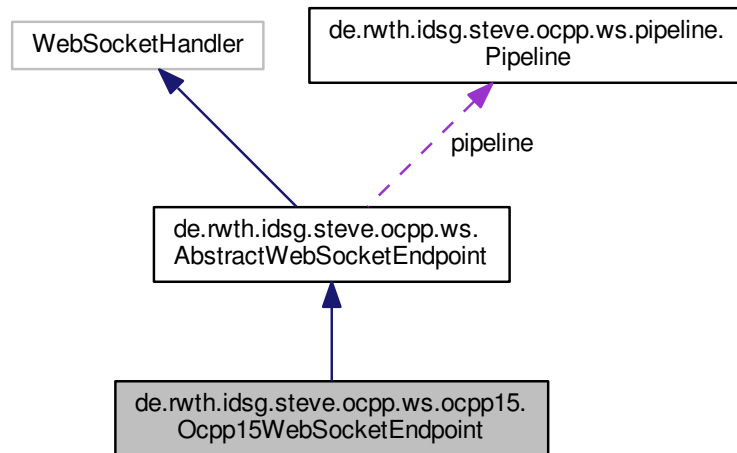 WebSocketHandler
de.rwth.idsg.steve.ocpp.ws.pipeline.
Pipeline
pipeline
de.rwth.idsg.steve.ocpp.ws.
AbstractWebSocketEndpoint
de.rwth.idsg.steve.ocpp.ws.ocpp15.
Ocpp15WebSocketEndpoint